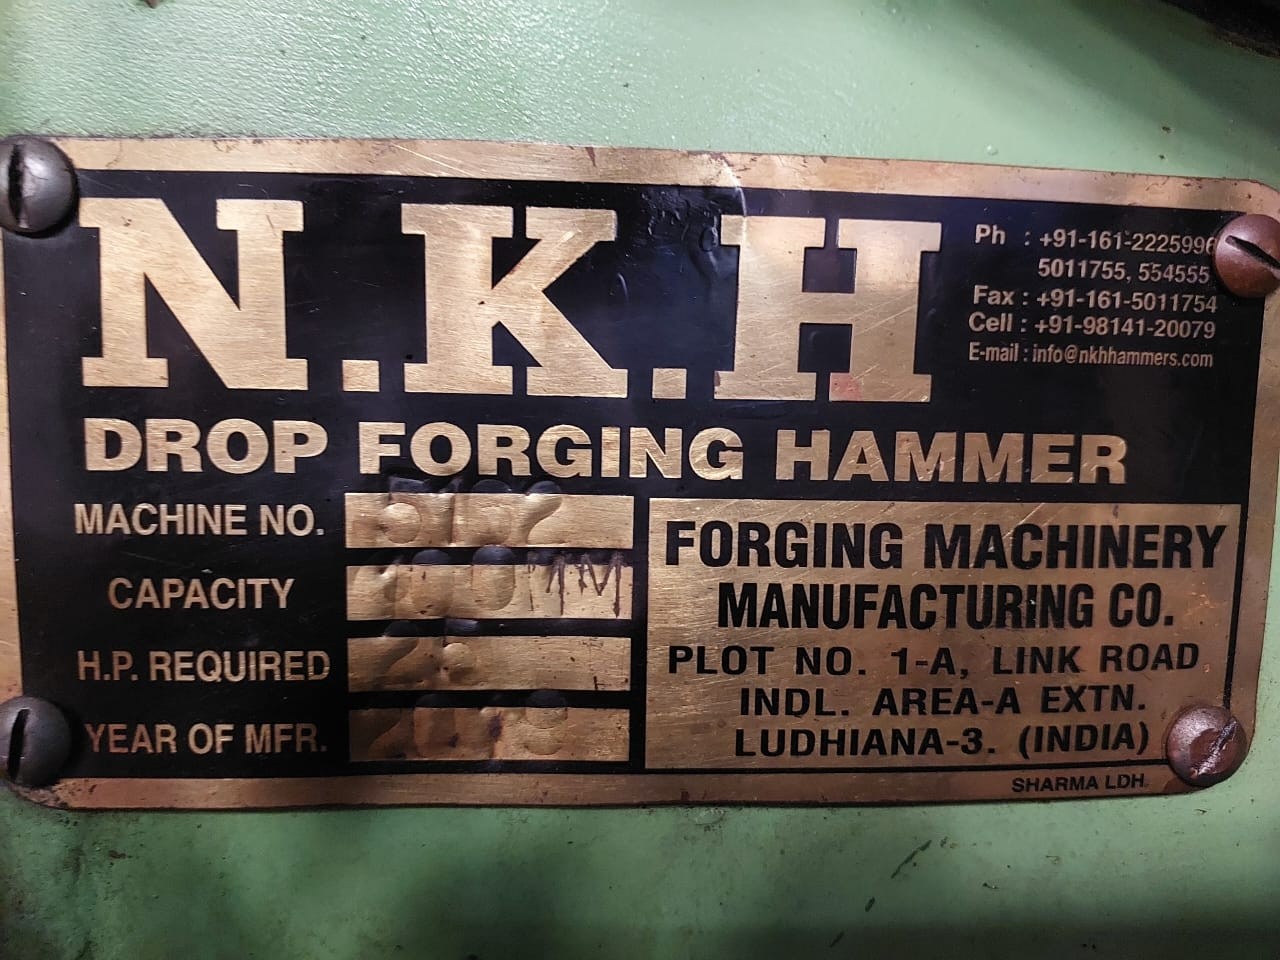 N.K.H
Ph : +91-161-2225996
5011755, 554555
Fax : +91-161-5011754
Cell : +91-98141-20079
E-mail : info@nkhhammers.com
DROP FORGING HAMMER
MACHINE NO.
CAPACITY
H.P. REQUIRED
YEAR OF MFR.
FORGING MACHINERY
MANUFACTURING CO.
PLOT NO. 1-A, LINK ROAD
INDL. AREA-A EXTN.
LUDHIANA-3. (INDIA)
SHARMA LDH.